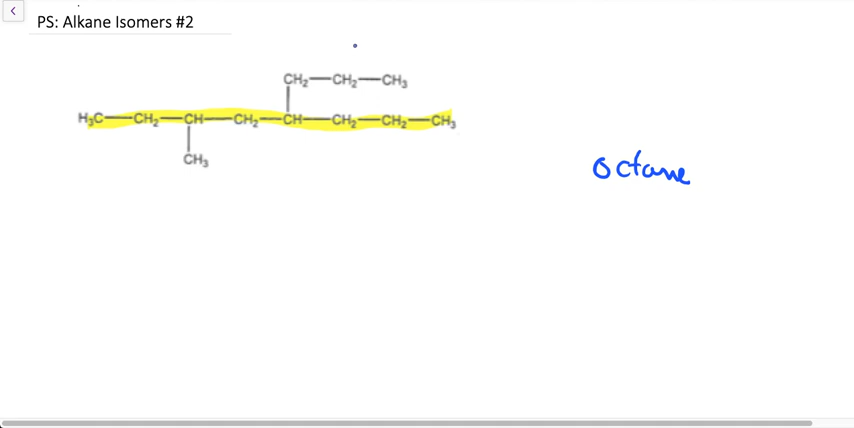 PS: Alkane Isomers #2
CH₂—CH₂—CH₃
H₃C—CH₂—CH—CH₂—CH—CH₂—CH₂—CH₃
CH₃
octane